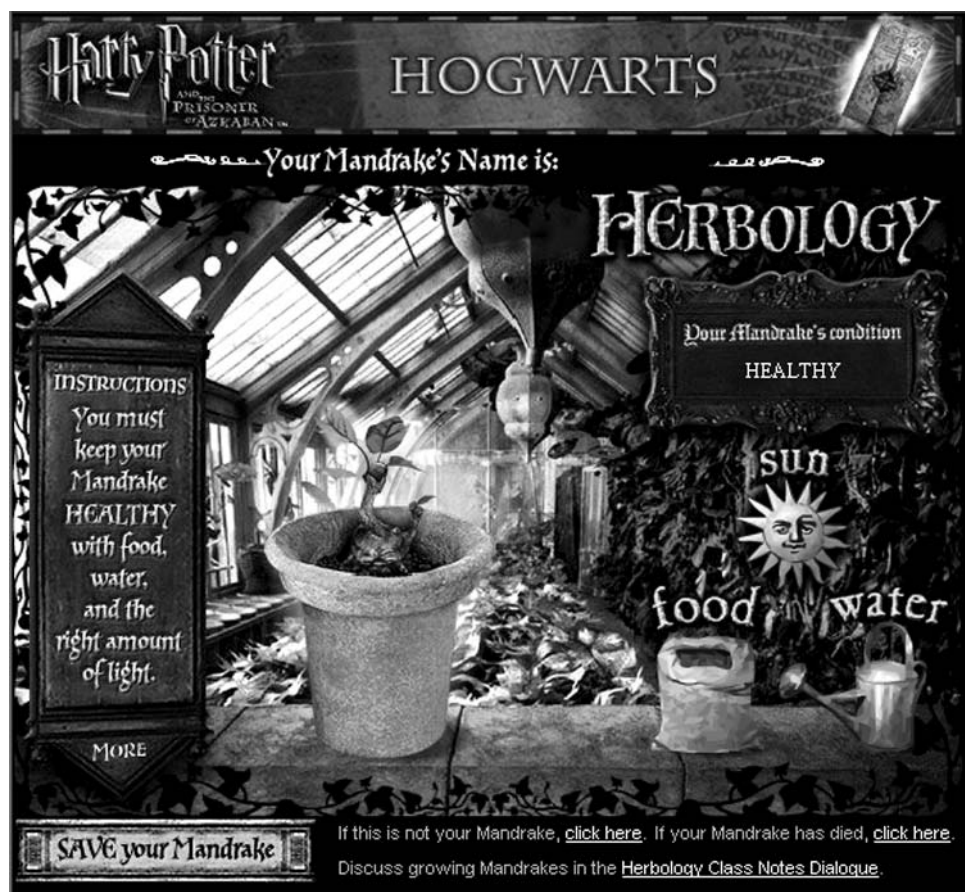 Harry Potter
AND THE
PRISONER
OF AZKABAN™
HOGWARTS
Your Mandrake's Name is:
HERBOLOGY
Your Mandrake's condition
HEALTHY
INSTRUCTIONS
You must
keep your
Mandrake
HEALTHY
with food,
water,
and the
right amount
of light.
MORE
sun
food
water
SAVE your Mandrake
If this is not your Mandrake, click here. If your Mandrake has died, click here.
Discuss growing Mandrakes in the Herbology Class Notes Dialogue.